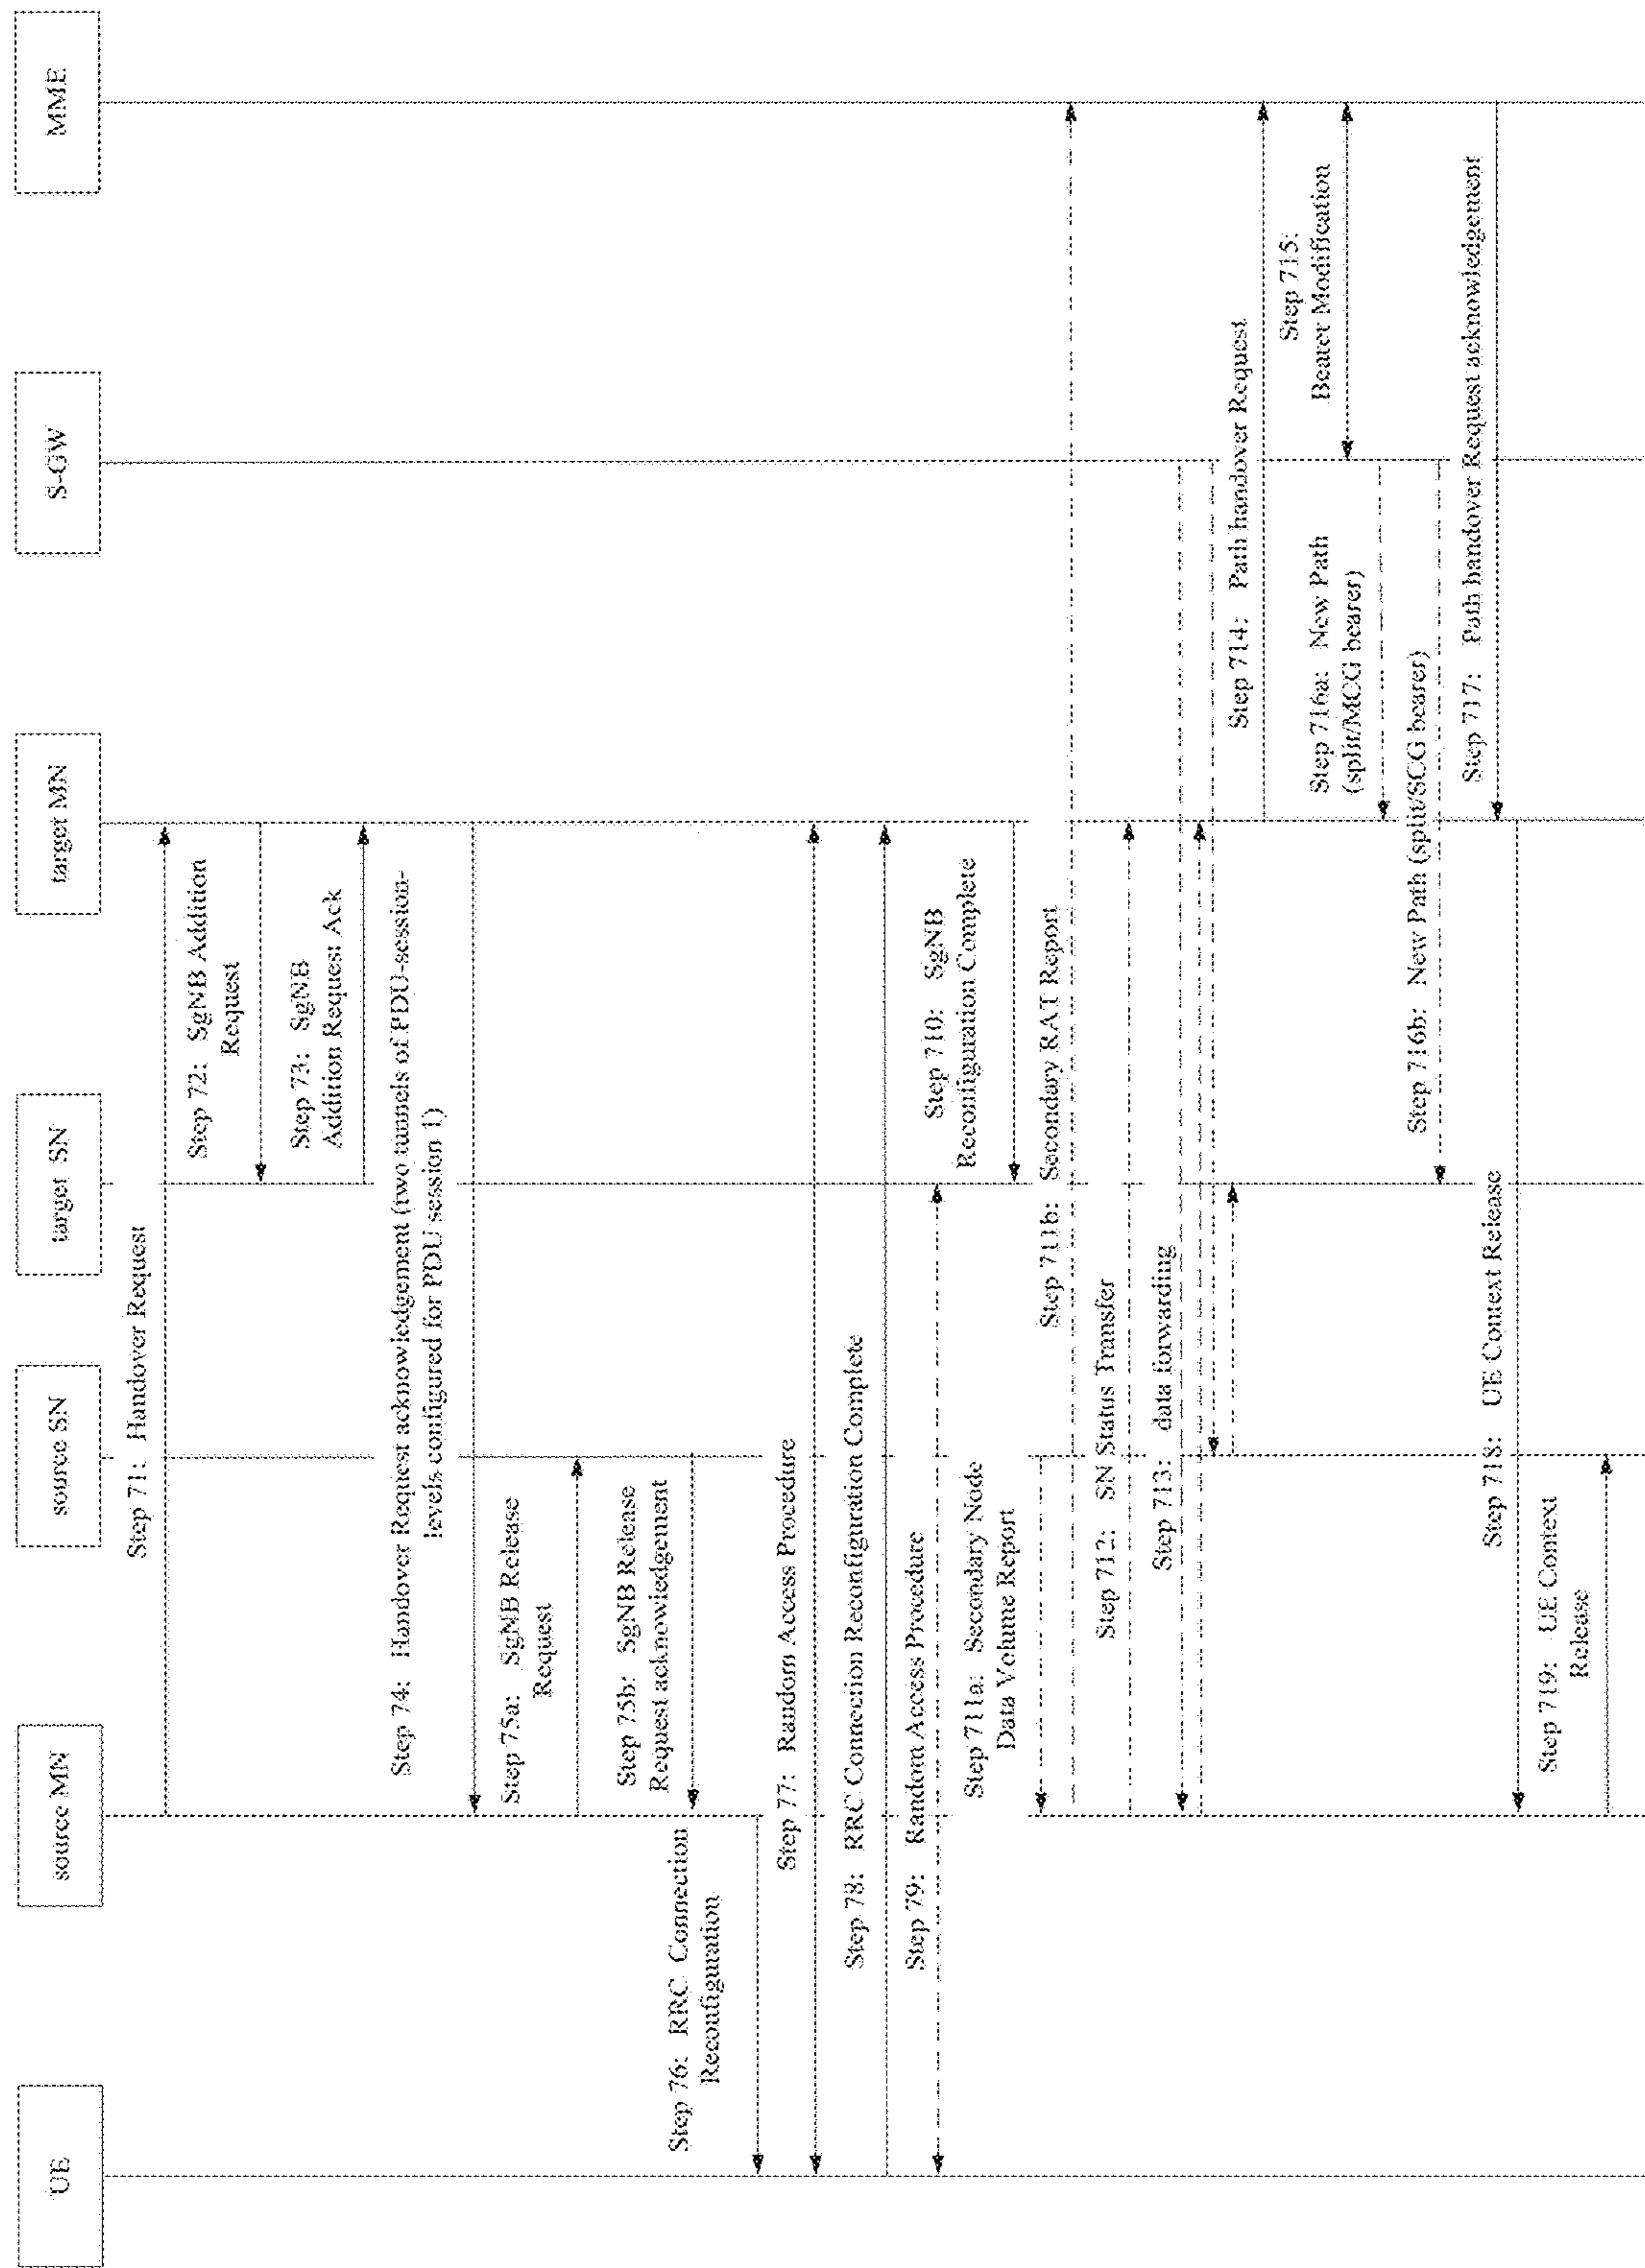 UE
source MN
source SN
target SN
target MN
S-GW
MME
Step 71: Handover Request
Step 72: SgNB Addition
Request
Step 73: SgNB
Addition Request Ack
Step 74: Handover Request acknowledgement (two tunnels of PDU-session-
levels configured for PDU session 1)
Step 75a: SgNB Release
Request
Step 75b: SgNB Release
Request acknowledgement
Step 76: RRC Connection
Reconfiguration
Step 77: Random Access Procedure
Step 78: RRC Connection Reconfiguration Complete
Step 79: Random Access Procedure
Step 710: SgNB
Reconfiguration Complete
Step 711a: Secondary Node
Data Volume Report
Step 711b: Secondary RAT Report
Step 712: SN Status Transfer
Step 713: data forwarding
Step 714: Path handover Request
Step 715:
Bearer Modification
Step 716a: New Path
(split/MCG bearer)
Step 716b: New Path (split/SCG bearer)
Step 717: Path handover Request acknowledgement
Step 718: UE Context Release
Step 719: UE Context
Release